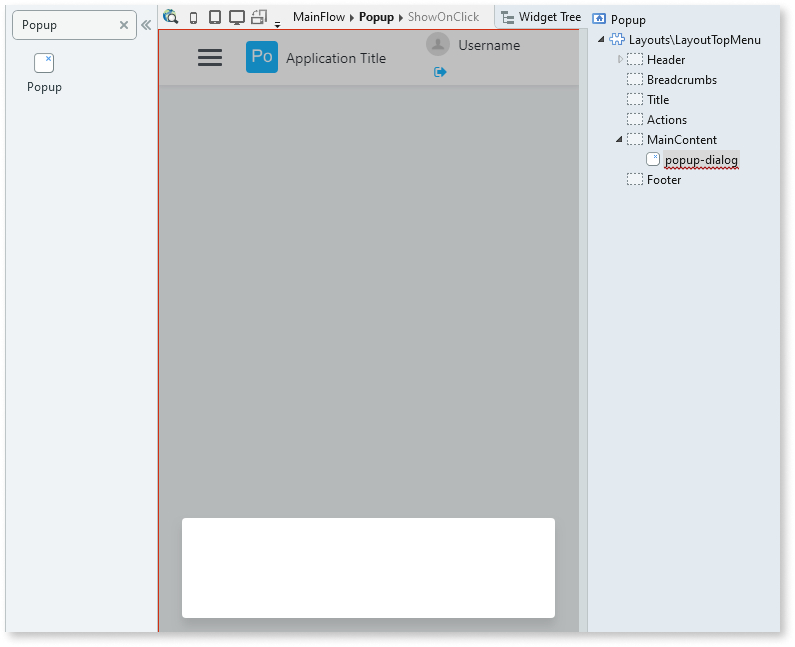 Popup
Popup
MainFlow Popup ShowOnClick
Po Application Title
Username
Widget Tree
Popup
Layouts\LayoutTopMenu
Header
Breadcrumbs
Title
Actions
MainContent
popup-dialog
Footer